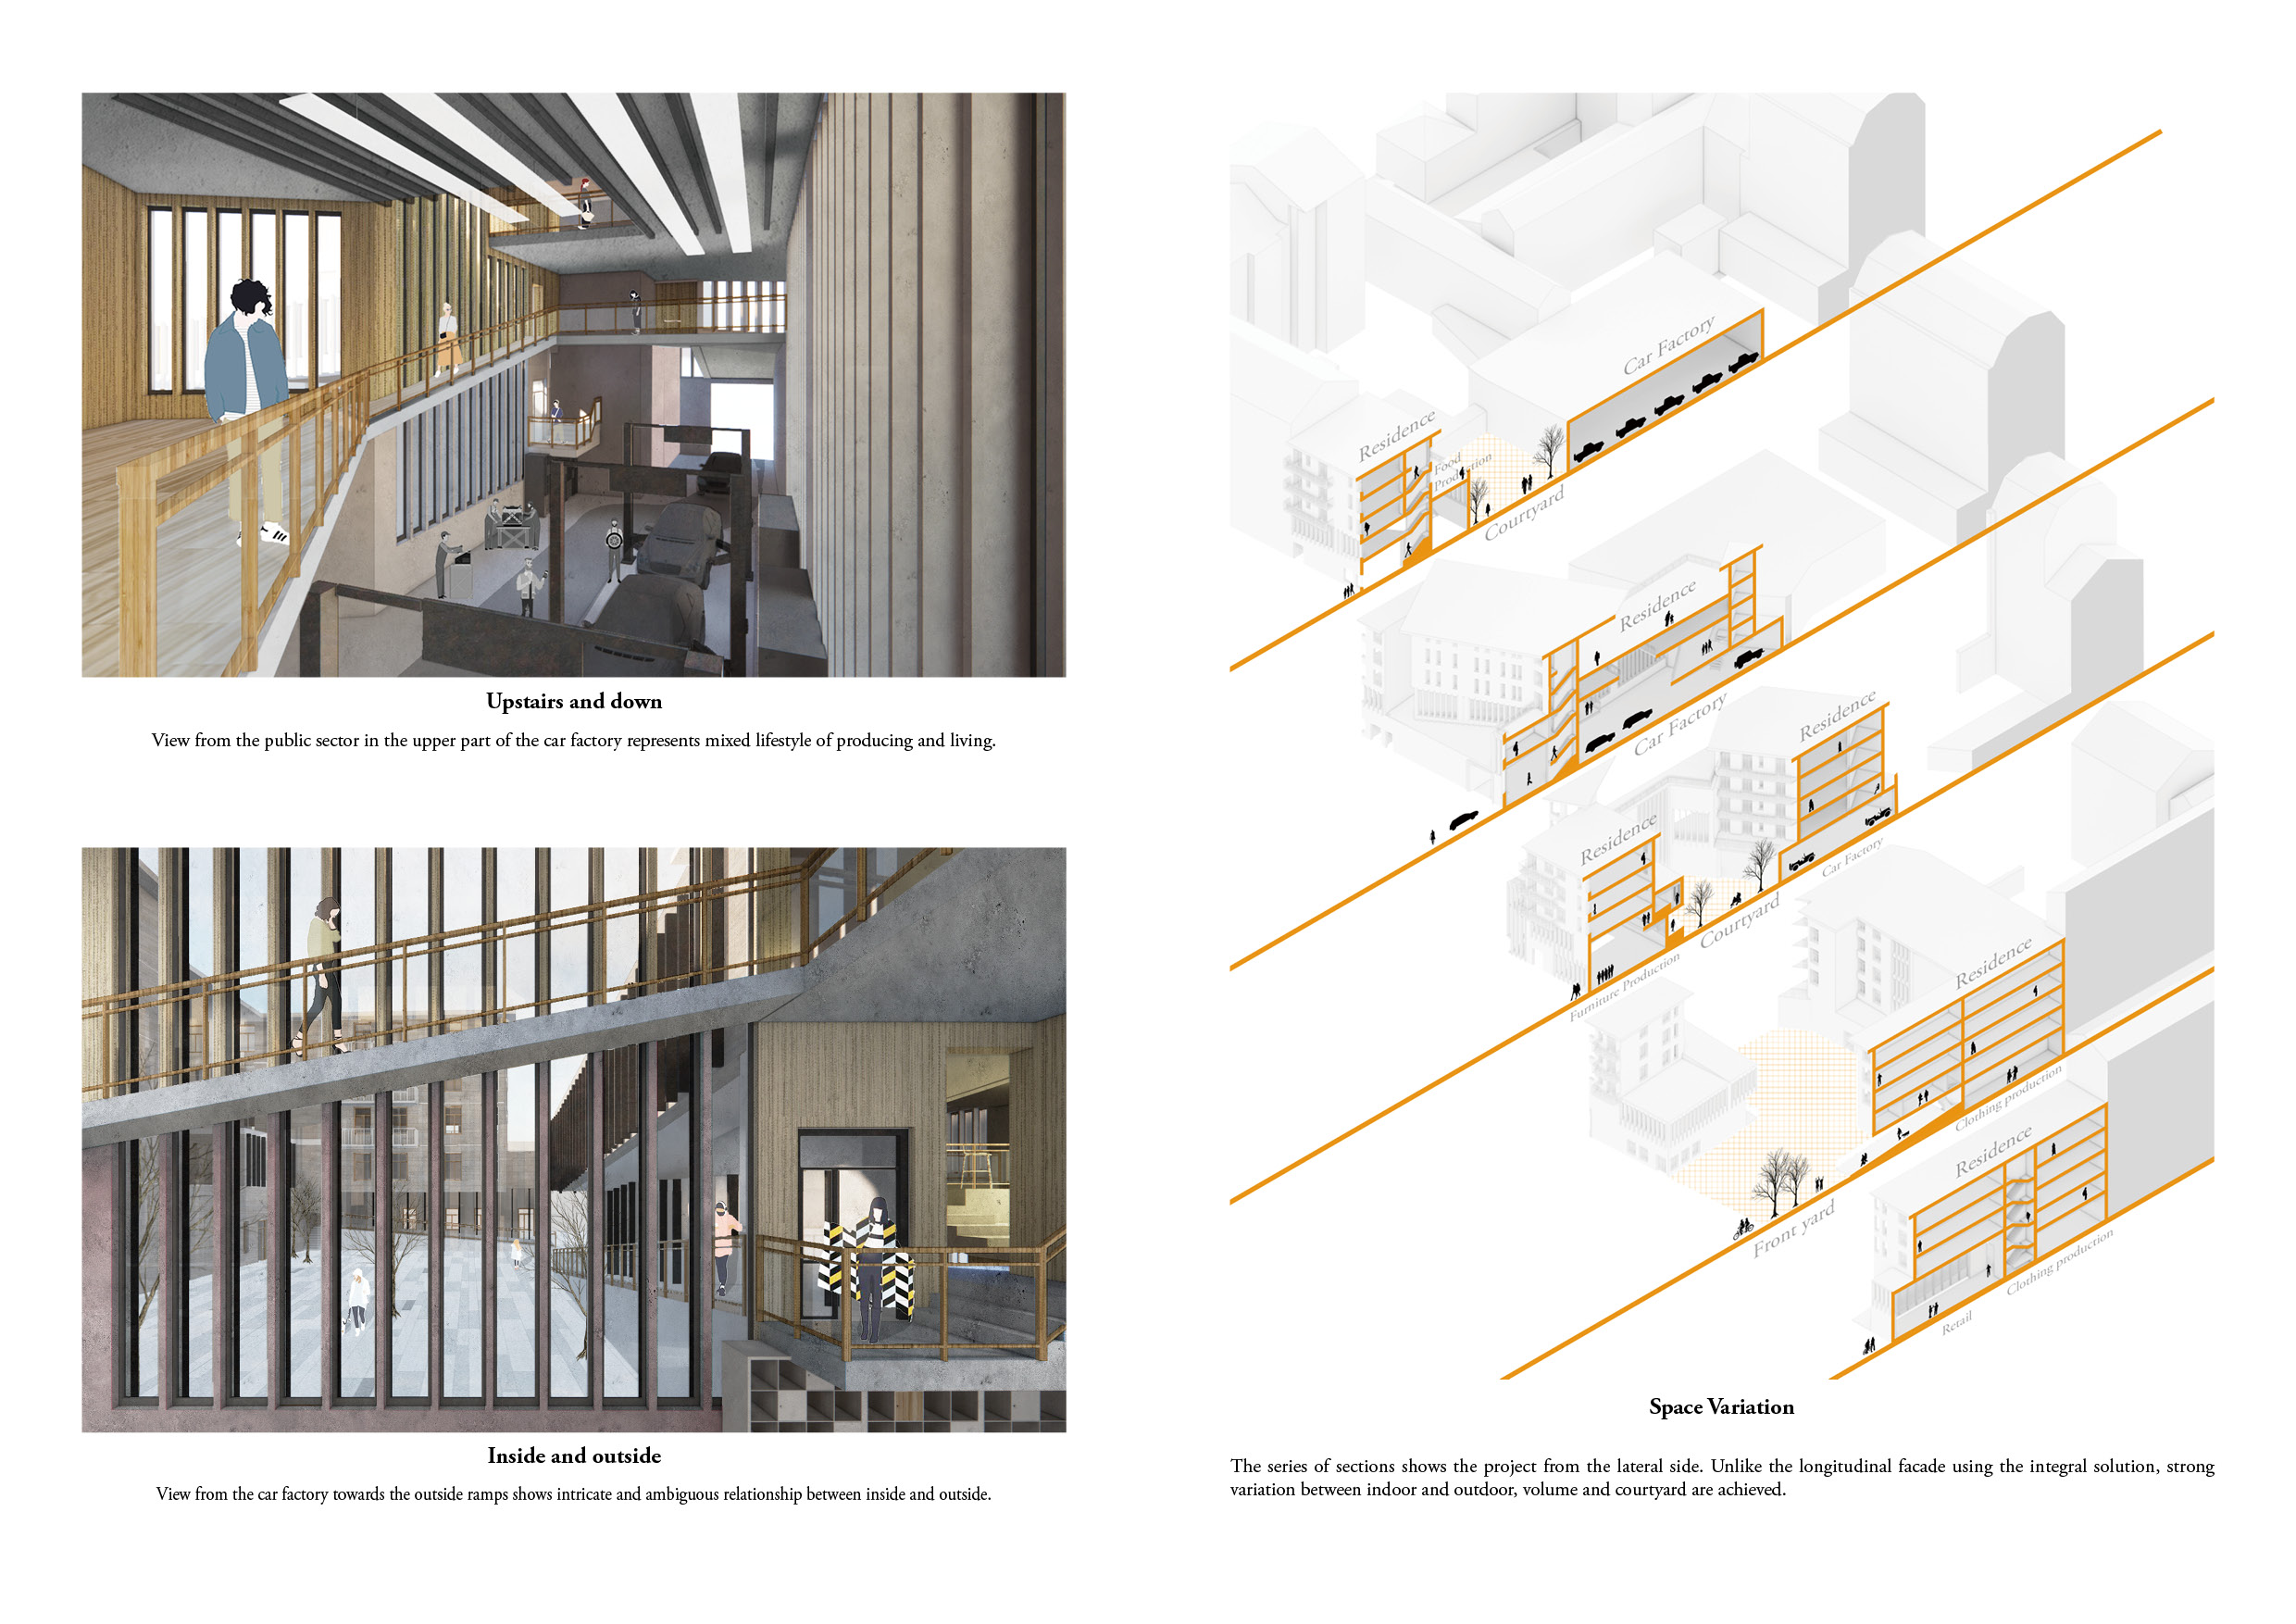 Upstairs and down
View from the public sector in the upper part of the car factory represents mixed lifestyle of producing and living.
Inside and outside
View from the car factory towards the outside ramps shows intricate and ambiguous relationship between inside and outside.
Car Factory
Residence
Food
Production
Courtyard
Residence
Car Factory
Residence
Residence
Car Factory
Courtyard
Furniture Production
Residence
Clothing production
Front yard
Residence
Clothing production
Retail
Space Variation
The series of sections shows the project from the lateral side. Unlike the longitudinal facade using the integral solution, strong
variation between indoor and outdoor, volume and courtyard are achieved.